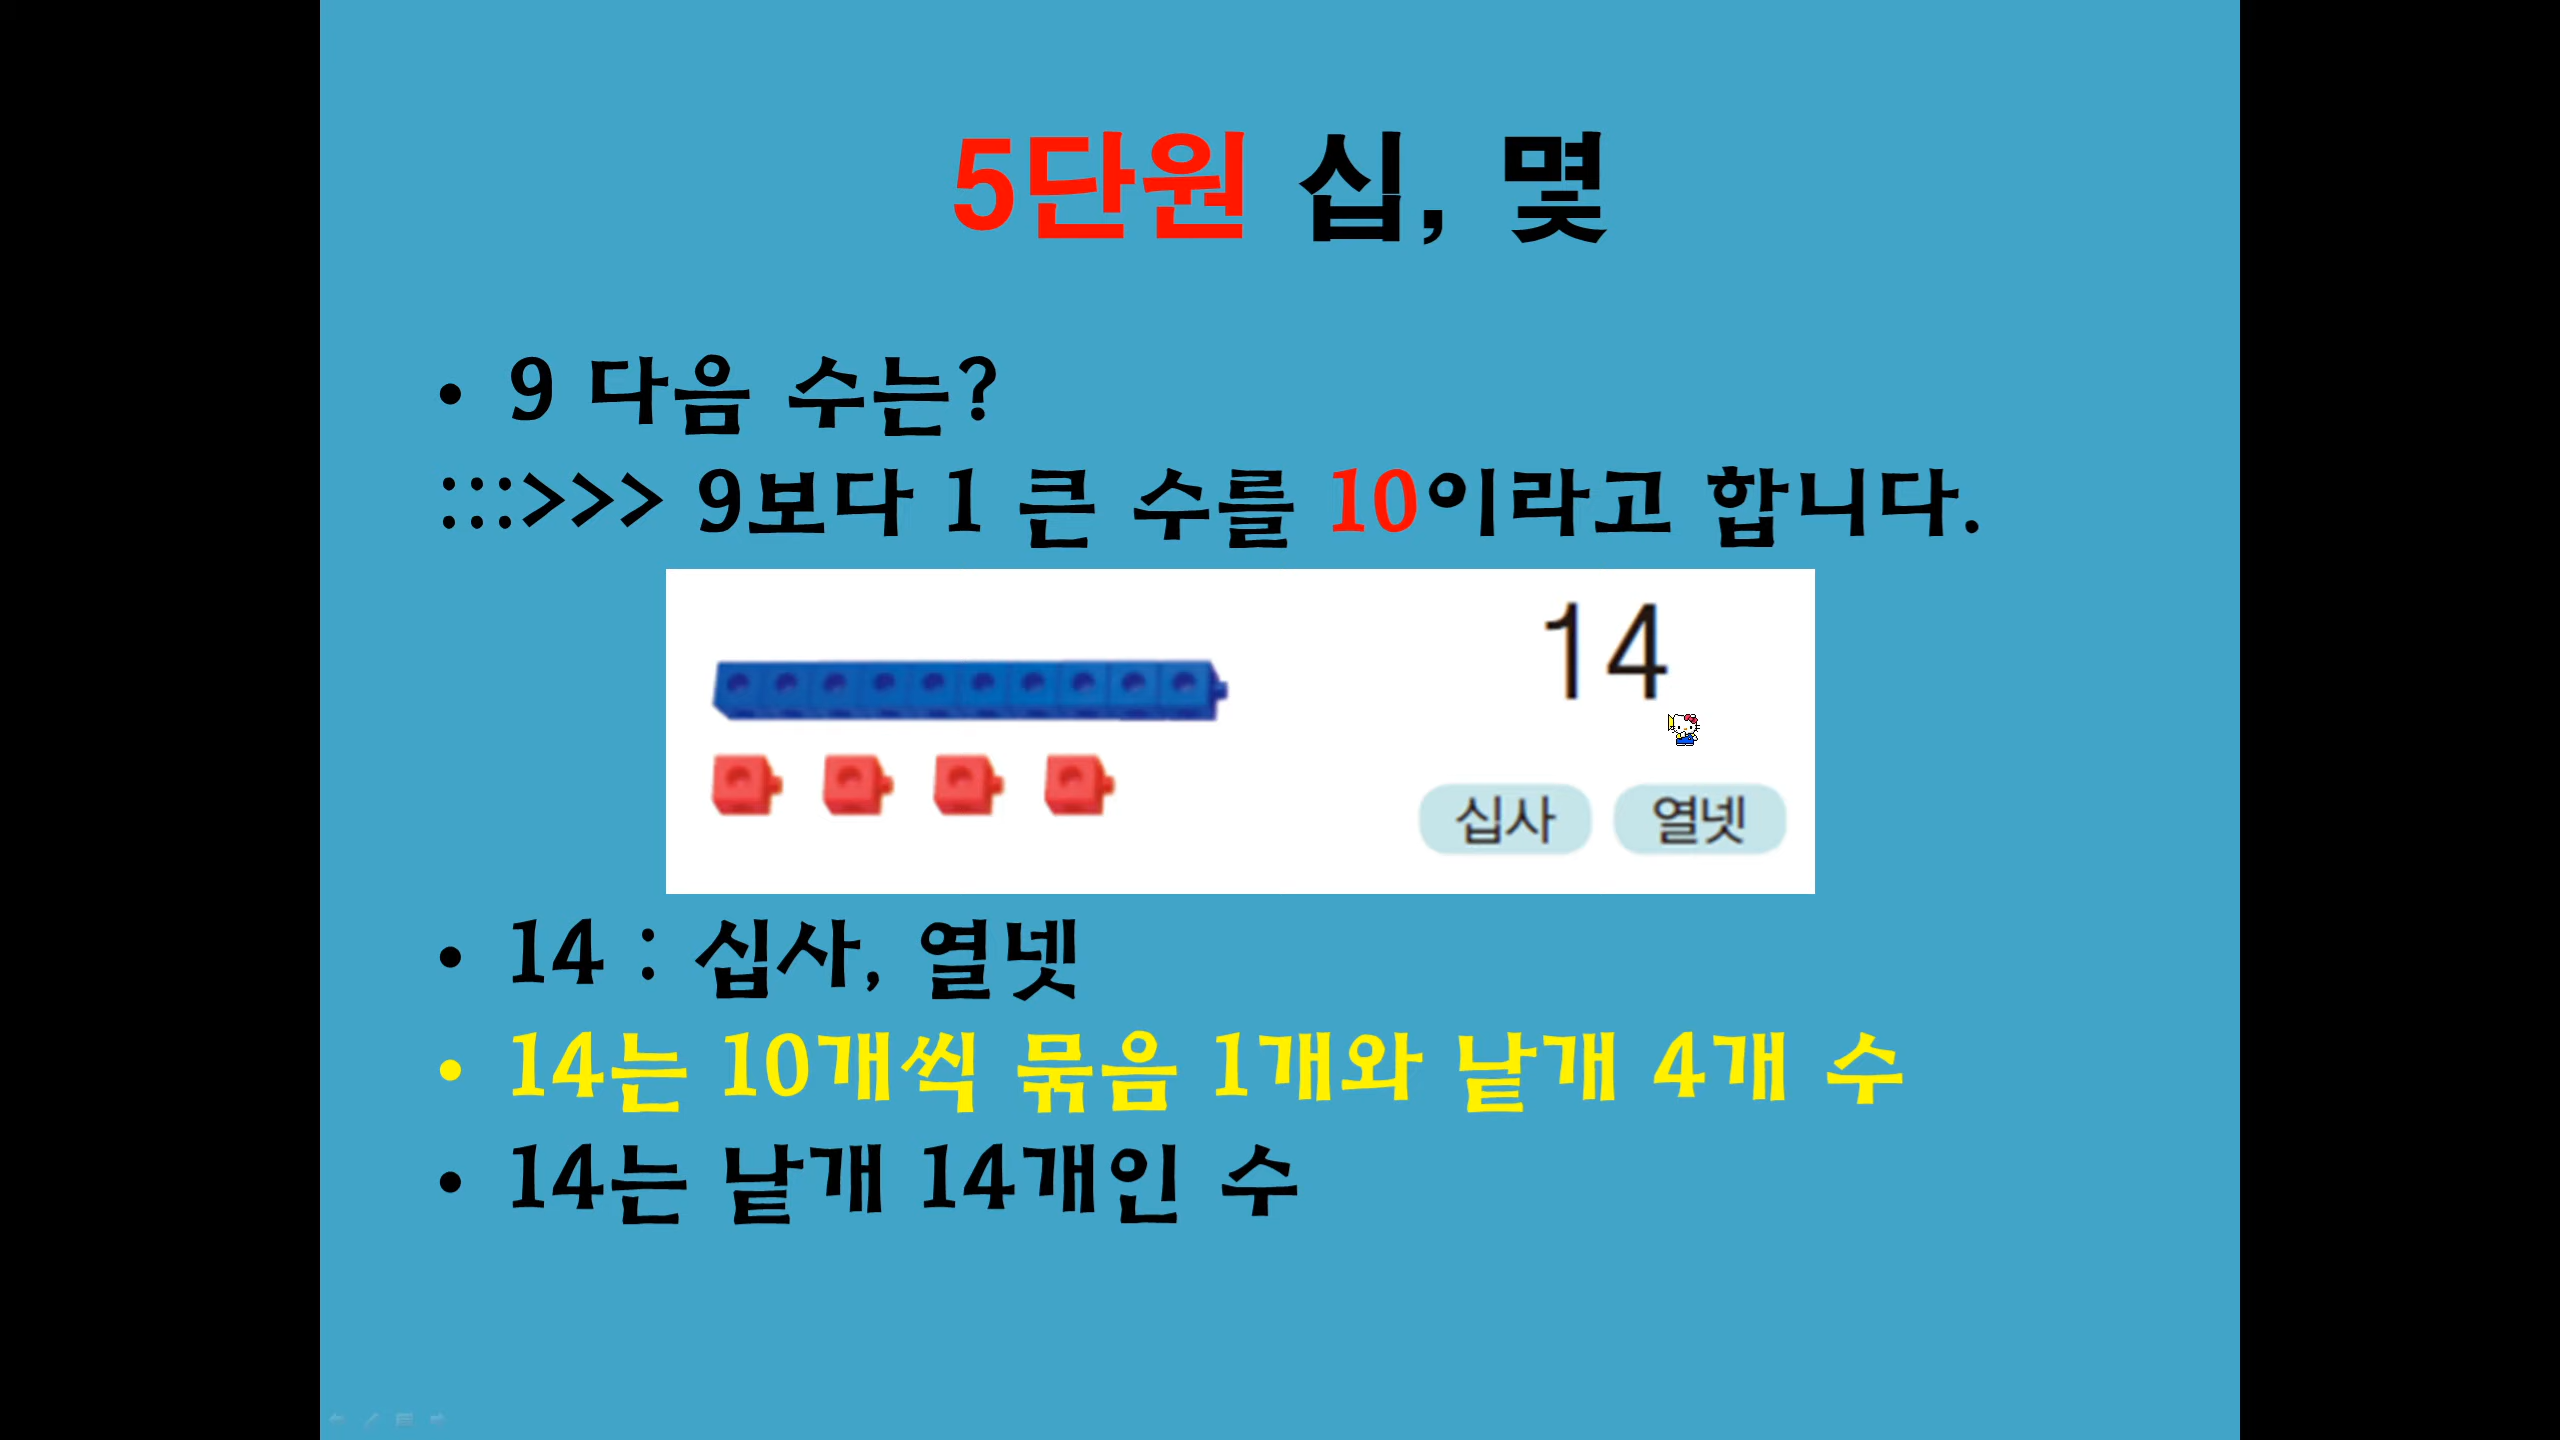 5단원 십, 몇
• 9 다음 수는?
:::>>> 9보다 1 큰 수를 10이라고 합니다.
14
십사 열넷
• 14 : 십사, 열넷
• 14는 10개씩 묶음 1개와 낱개 4개 수
• 14는 낱개 14개인 수